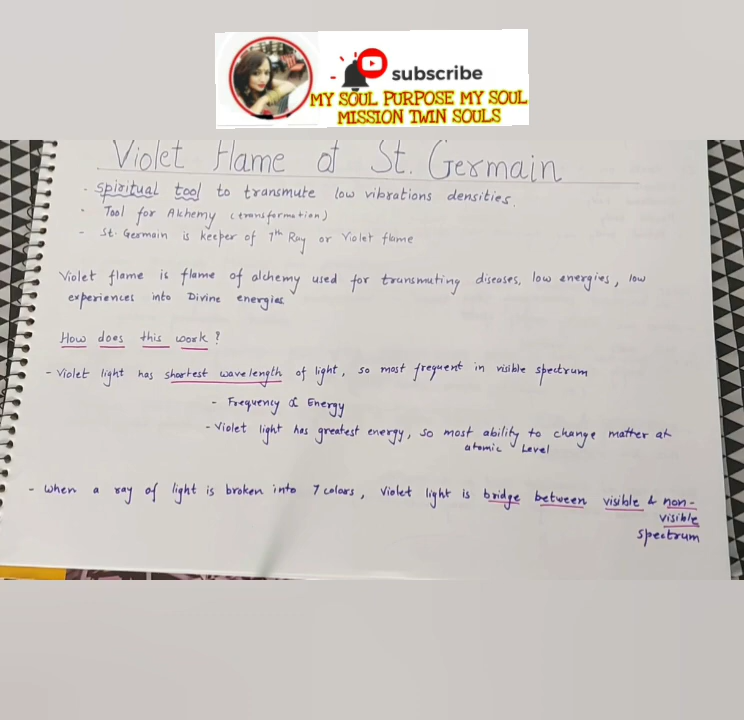 subscribe
MY SOUL PURPOSE MY SOUL
MISSION TWIN SOULS
Violet Flame of St. Germain
- Spiritual tool to transmute low vibrations densities.
- Tool for Alchemy (transformation)
- St. Germain is keeper of 7th Ray or Violet flame
Violet flame is flame of alchemy used for transmuting diseases, low energies, low
experiences into Divine energies
How does this work?
- Violet light has shortest wavelength of light, so most frequent in visible spectrum
- Frequency ∝ Energy
- Violet light has greatest energy, so most ability to change matter at
atomic Level
- When a ray of light is broken into 7 colors, Violet light is bridge between visible & non-
visible
spectrum